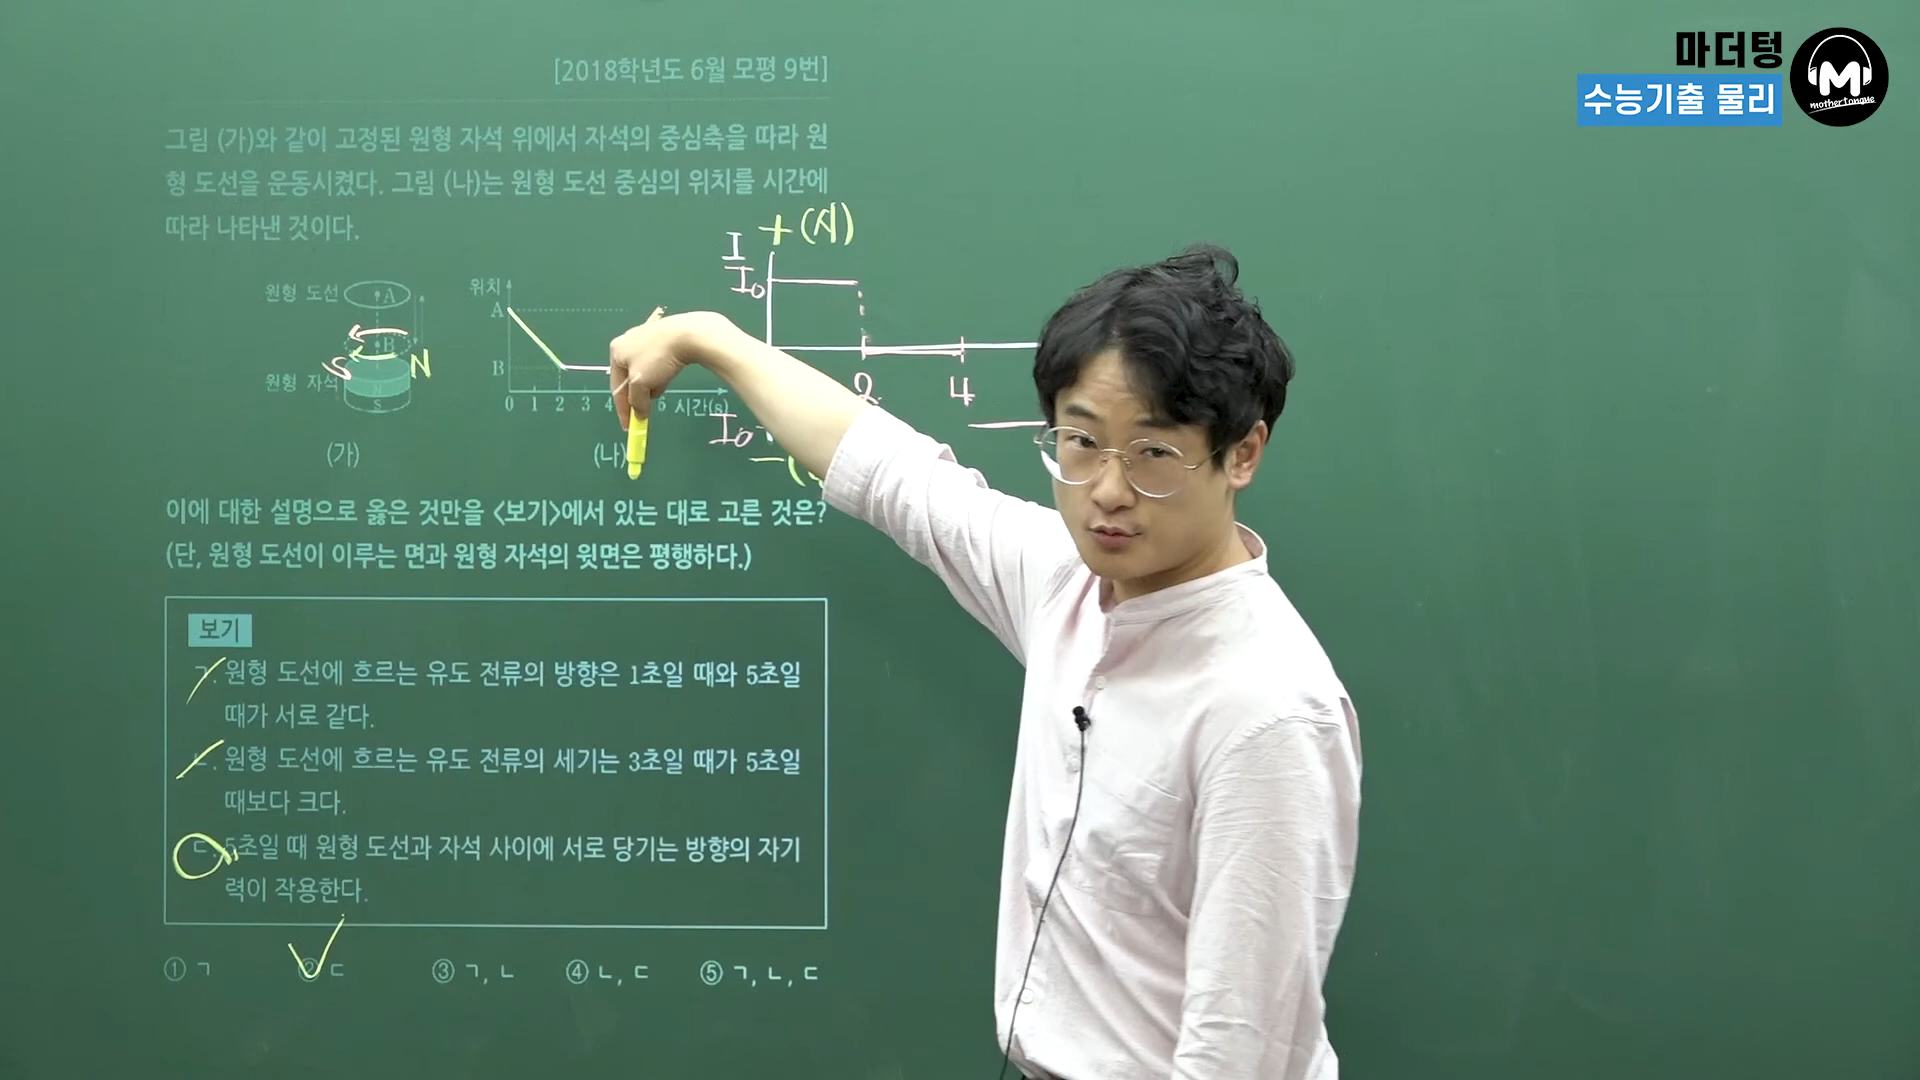 마더텅
수능기출 물리
M
mothertongue
[2018학년도 6월 모평 9번]
그림 (가)와 같이 고정된 원형 자석 위에서 자석의 중심축을 따라 원
형 도선을 운동시켰다. 그림 (나)는 원형 도선 중심의 위치를 시간에
따라 나타낸 것이다.
원형 도선
A
B
S
N
원형 자석
N
S
(가)
위치
A
B
0 1 2 3 4 6 시간(s)
(나)
+(시)
I
I₀
2
4
I₀
-(
이에 대한 설명으로 옳은 것만을 <보기>에서 있는 대로 고른 것은?
(단, 원형 도선이 이루는 면과 원형 자석의 윗면은 평행하다.)
보기
ㄱ. 원형 도선에 흐르는 유도 전류의 방향은 1초일 때와 5초일
때가 서로 같다.
ㄴ. 원형 도선에 흐르는 유도 전류의 세기는 3초일 때가 5초일
때보다 크다.
ㄷ. 5초일 때 원형 도선과 자석 사이에 서로 당기는 방향의 자기
력이 작용한다.
① ㄱ ② ㄷ ③ ㄱ, ㄴ ④ ㄴ, ㄷ ⑤ ㄱ, ㄴ, ㄷ